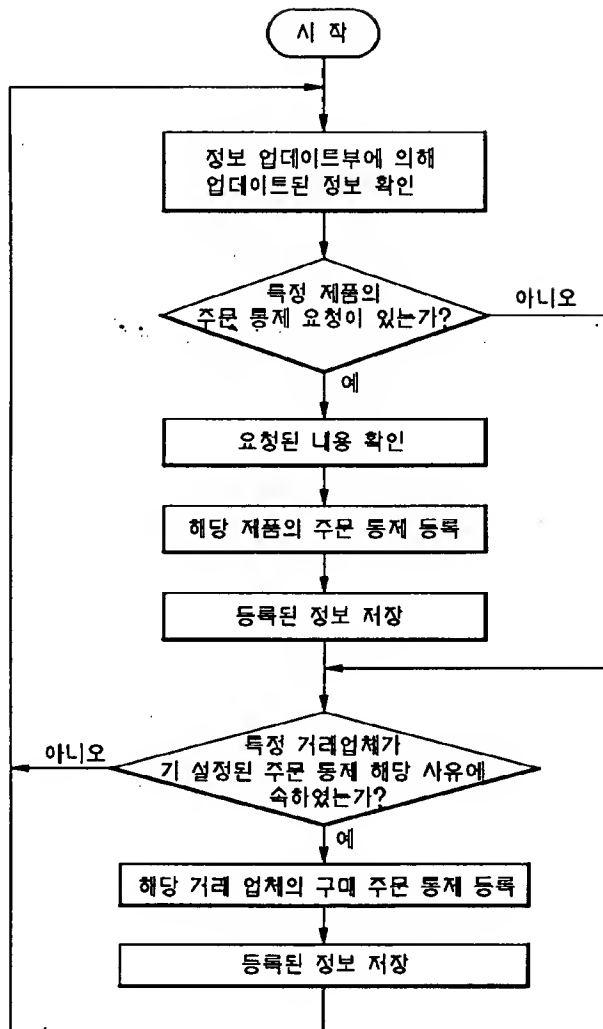 시 작
정보 업데이트부에 의해
업데이트된 정보 확인
특정 제품의
주문 통제 요청이 있는가?
아니오
예
요청된 내용 확인
해당 제품의 주문 통제 등록
등록된 정보 저장
아니오
특정 거래업체가
기 설정된 주문 통제 해당 사유에
속하였는가?
예
해당 거래 업체의 구매 주문 통제 등록
등록된 정보 저장